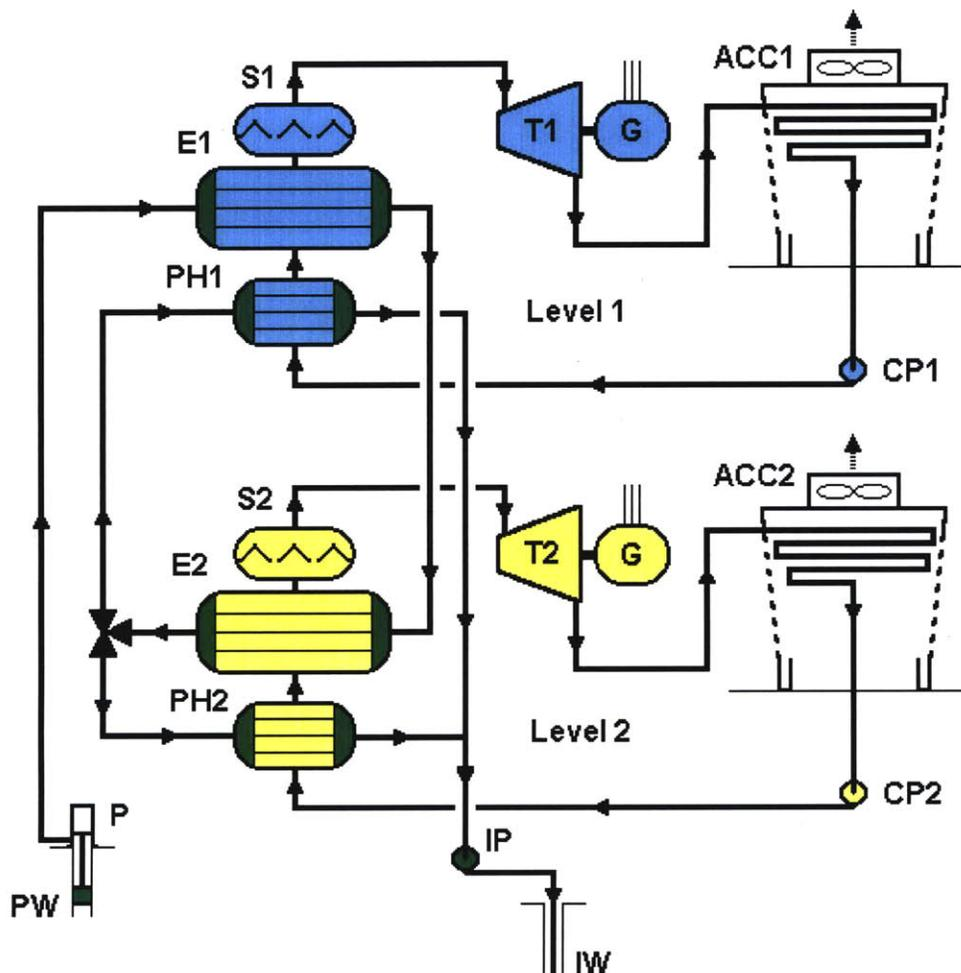 ACC1
S1
T1
G
E1
PH1
Level 1
CP1
ACC2
S2
T2
G
E2
PH2
Level 2
CP2
P
IP
PW
IW